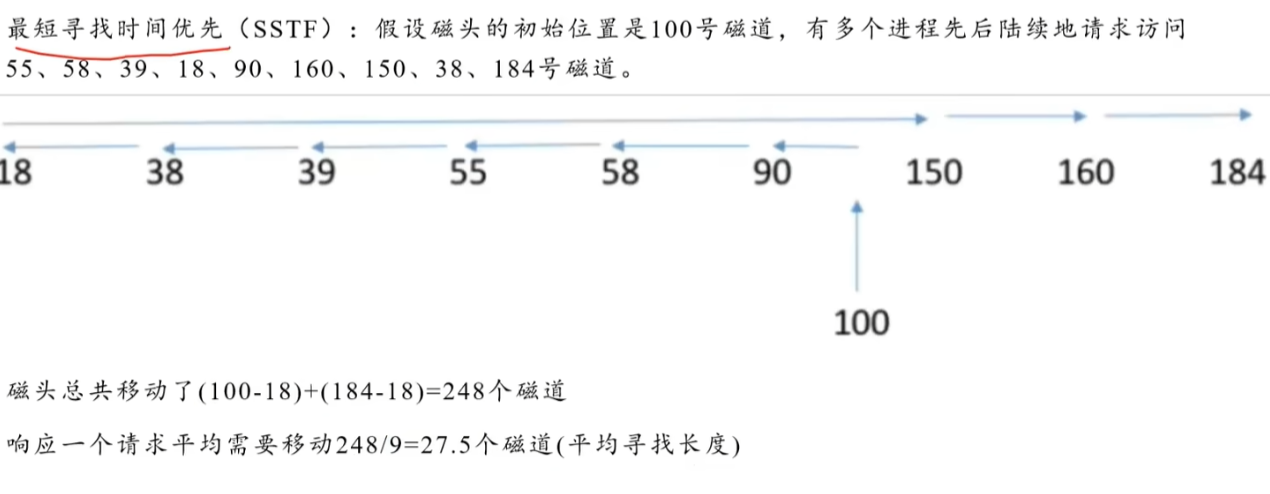 最短寻找时间优先（SSTF）：假设磁头的初始位置是100号磁道，有多个进程先后陆续地请求访问
55、58、39、18、90、160、150、38、184号磁道。
18 38 39 55 58 90 150 160 184
100
磁头总共移动了(100-18)+(184-18)=248个磁道
响应一个请求平均需要移动248/9=27.5个磁道(平均寻找长度)